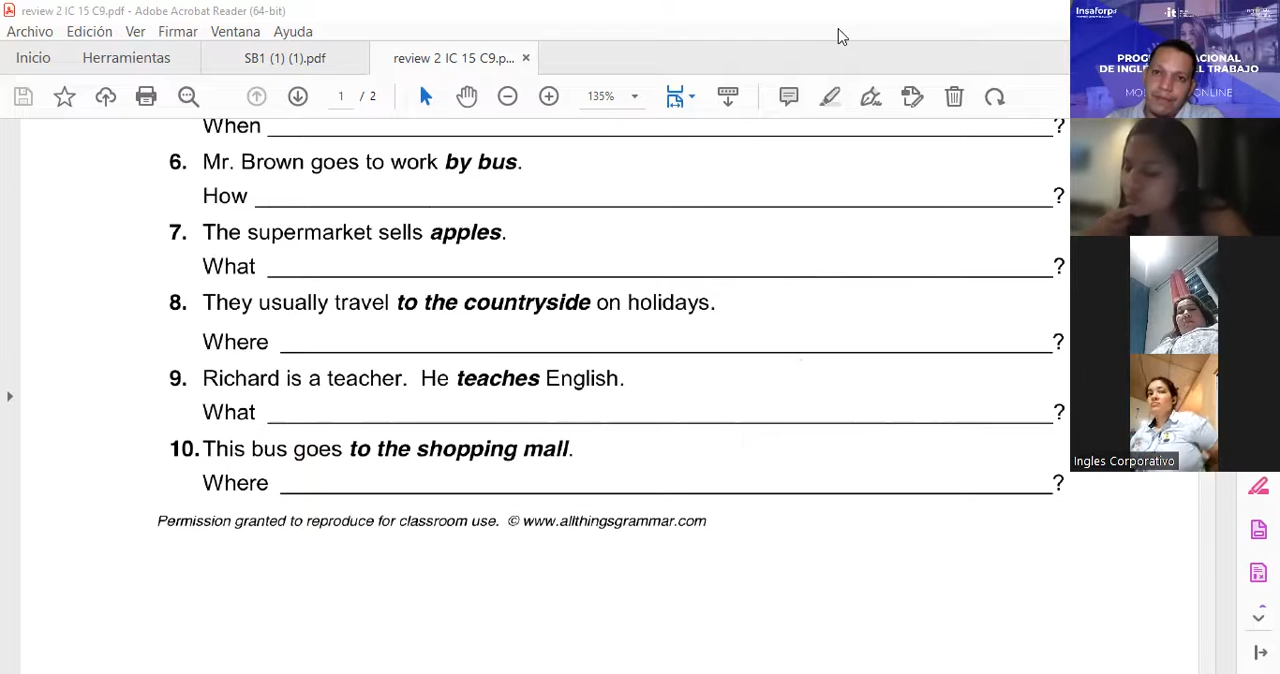 review 2 IC 15 C9.pdf - Adobe Acrobat Reader (64-bit)
Archivo Edición Ver Firmar Ventana Ayuda
Inicio Herramientas SB1 (1) (1).pdf review 2 IC 15 C9.p... ×
1 / 2 135%
When ?
6. Mr. Brown goes to work by bus.
How ?
7. The supermarket sells apples.
What ?
8. They usually travel to the countryside on holidays.
Where ?
9. Richard is a teacher. He teaches English.
What ?
10. This bus goes to the shopping mall.
Where ?
Permission granted to reproduce for classroom use. © www.allthingsgrammar.com
Insaforp
Ingles Corporativo